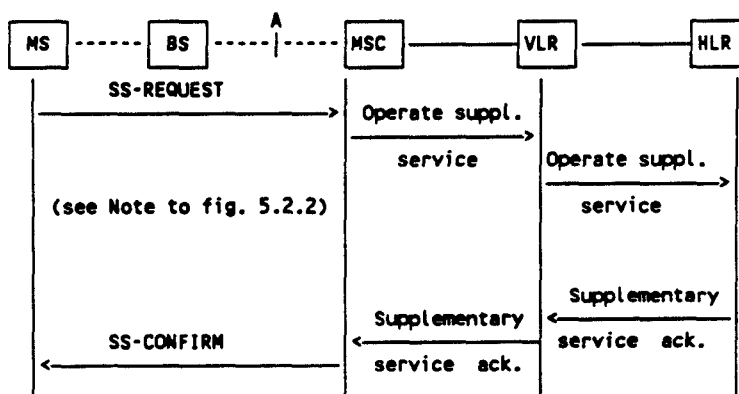 A
MS BS MSC VLR HLR
SS-REQUEST
Operate suppl.
service
Operate suppl.
service
(see Note to fig. 5.2.2)
Supplementary
service ack.
Supplementary
service ack.
SS-CONFIRM